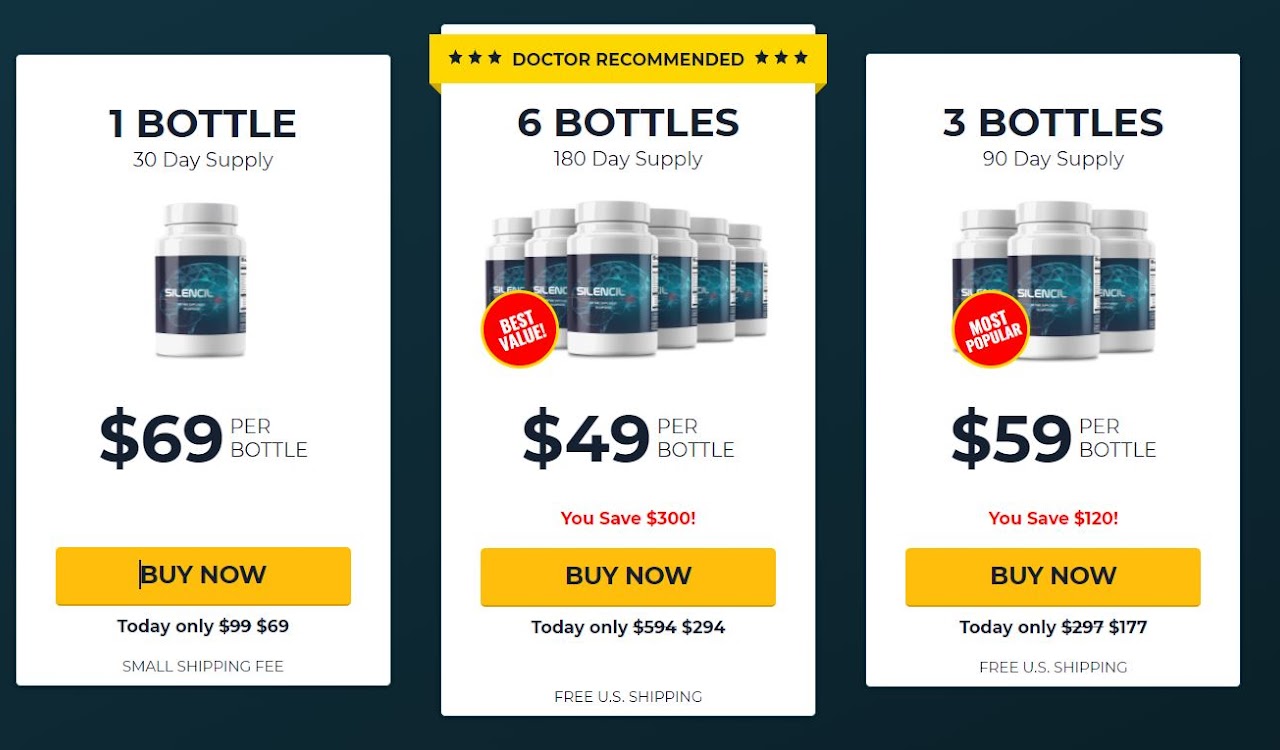 1 BOTTLE
30 Day Supply
SILENCIL
$69 PER
BOTTLE
BUY NOW
Today only $99 $69
SMALL SHIPPING FEE
★★★ DOCTOR RECOMMENDED ★★★
6 BOTTLES
180 Day Supply
SILENCIL
BEST
VALUE!
$49 PER
BOTTLE
You Save $300!
BUY NOW
Today only $594 $294
FREE U.S. SHIPPING
3 BOTTLES
90 Day Supply
SILENCIL
MOST
POPULAR
$59 PER
BOTTLE
You Save $120!
BUY NOW
Today only $297 $177
FREE U.S. SHIPPING